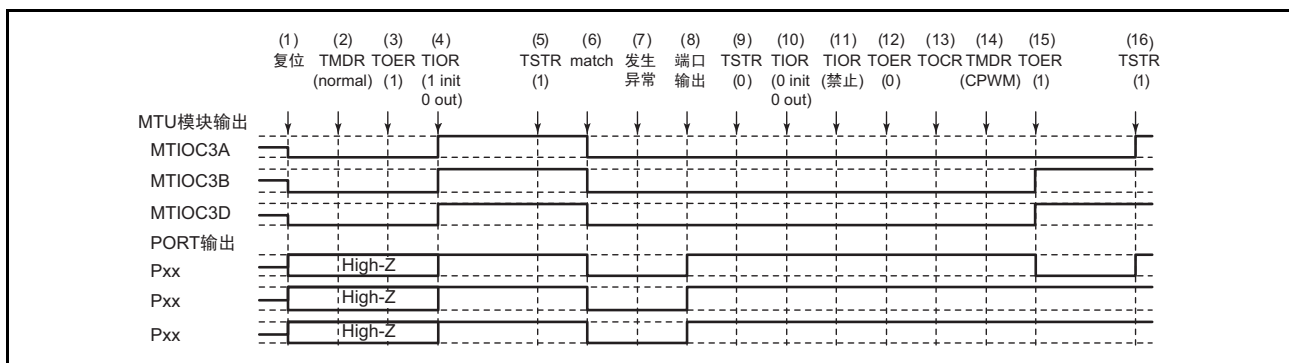 (1) (2) (3) (4) (5) (6) (7) (8) (9) (10) (11) (12) (13) (14) (15) (16)
复位 TMDR TOER TIOR TSTR match 发生 端口 TSTR TIOR TIOR TOER TOCR TMDR TOER TSTR
(normal) (1) (1 init (1) 异常 输出 (0) (0 init (禁止) (0) (CPWM) (1) (1)
0 out) 0 out)
MTU模块输出
MTIOC3A
MTIOC3B
MTIOC3D
PORT输出
Pxx High-Z
Pxx High-Z
Pxx High-Z